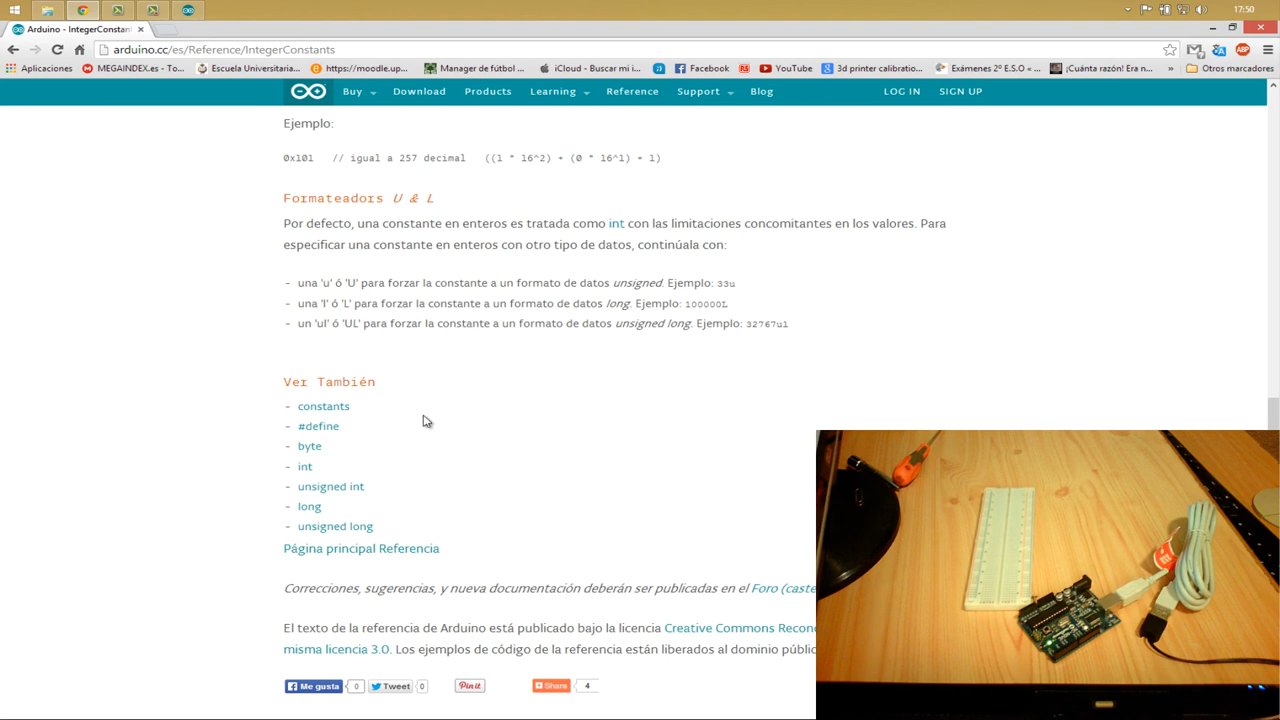 17:50
Arduino - IntegerConstan
arduino.cc/es/Reference/IntegerConstants
Aplicaciones MEGAINDEX.es - To... Escuela Universitaria... https://moodle.up... Manager de fútbol ... iCloud - Buscar mi i... Facebook YouTube 3d printer calibratio... Exámenes 2º E.S.O «... ¡Cuánta razón! Era n... » Otros marcadores
Buy Download Products Learning Reference Support Blog LOG IN SIGN UP
Ejemplo:
0x101 // igual a 257 decimal ((1 * 16^2) + (0 * 16^1) + 1)
Formateadors U & L
Por defecto, una constante en enteros es tratada como int con las limitaciones concomitantes en los valores. Para
especificar una constante en enteros con otro tipo de datos, continúala con:
- una 'u' ó 'U' para forzar la constante a un formato de datos unsigned. Ejemplo: 33u
- una 'l' ó 'L' para forzar la constante a un formato de datos long. Ejemplo: 100000L
- un 'ul' ó 'UL' para forzar la constante a un formato de datos unsigned long. Ejemplo: 32767ul
Ver También
- constants
- #define
- byte
- int
- unsigned int
- long
- unsigned long
Página principal Referencia
Correcciones, sugerencias, y nueva documentación deberán ser publicadas en el Foro (caste
El texto de la referencia de Arduino está publicado bajo la licencia Creative Commons Recono
misma licencia 3.0. Los ejemplos de código de la referencia están liberados al dominio públic
Me gusta 0 Tweet 0 Pin it Share 4